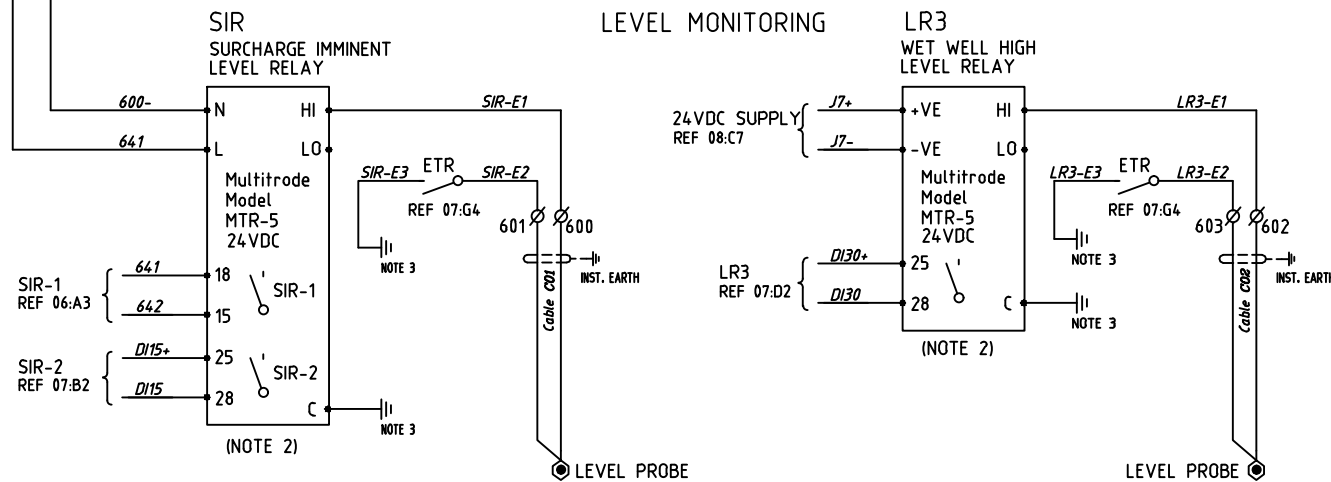 LEVEL MONITORING
SIR
SURCHARGE IMMINENT
LEVEL RELAY
600-
N
HI
SIR-E1
641
L
LO
SIR-E3
ETR
SIR-E2
REF 07:G4
Multitrode
Model
MTR-5
24VDC
601
600
NOTE 3
INST. EARTH
Cable C01
SIR-1
REF 06:A3
641
18
SIR-1
642
15
SIR-2
REF 07:B2
DI15+
25
SIR-2
DI15
28
C
NOTE 3
(NOTE 2)
LEVEL PROBE
LR3
WET WELL HIGH
LEVEL RELAY
24VDC SUPPLY
REF 08:C7
J7+
+VE
HI
LR3-E1
J7-
-VE
LO
LR3-E3
ETR
LR3-E2
REF 07:G4
Multitrode
Model
MTR-5
24VDC
603
602
NOTE 3
INST. EARTH
Cable C02
LR3
REF 07:D2
DI30+
25
DI30
28
C
NOTE 3
(NOTE 2)
LEVEL PROBE